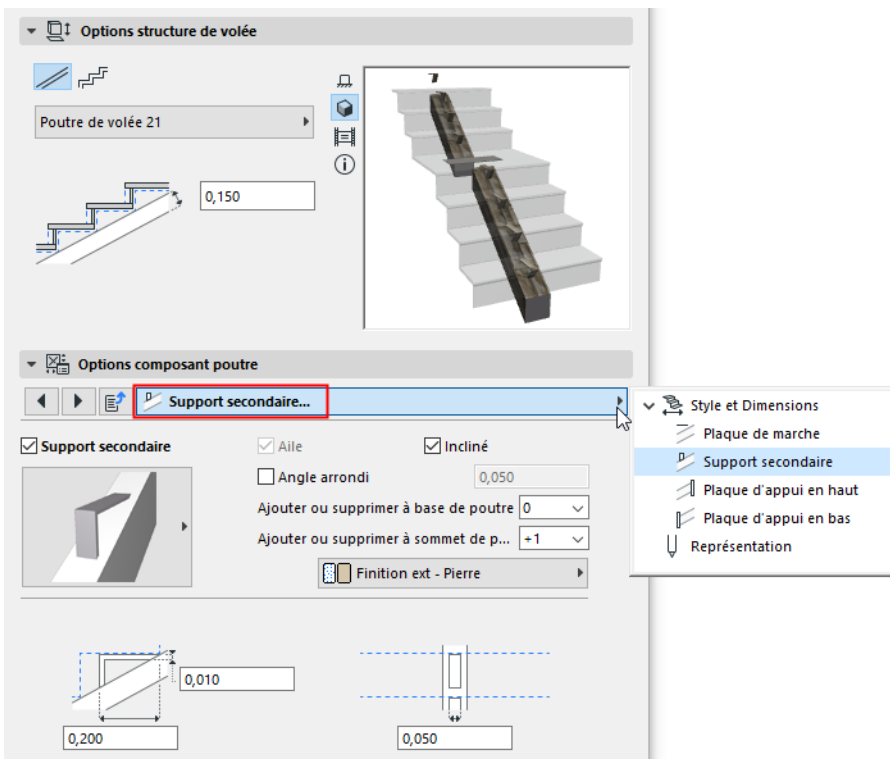 Options structure de volée
Poutre de volée 21
0,150
Options composant poutre
Support secondaire...
Style et Dimensions
Plaque de marche
Support secondaire
Plaque d'appui en haut
Plaque d'appui en bas
Représentation
Support secondaire
Aile
Incliné
Angle arrondi
0,050
Ajouter ou supprimer à base de poutre 0
Ajouter ou supprimer à sommet de p... +1
Finition ext - Pierre
0,010
0,200
0,050